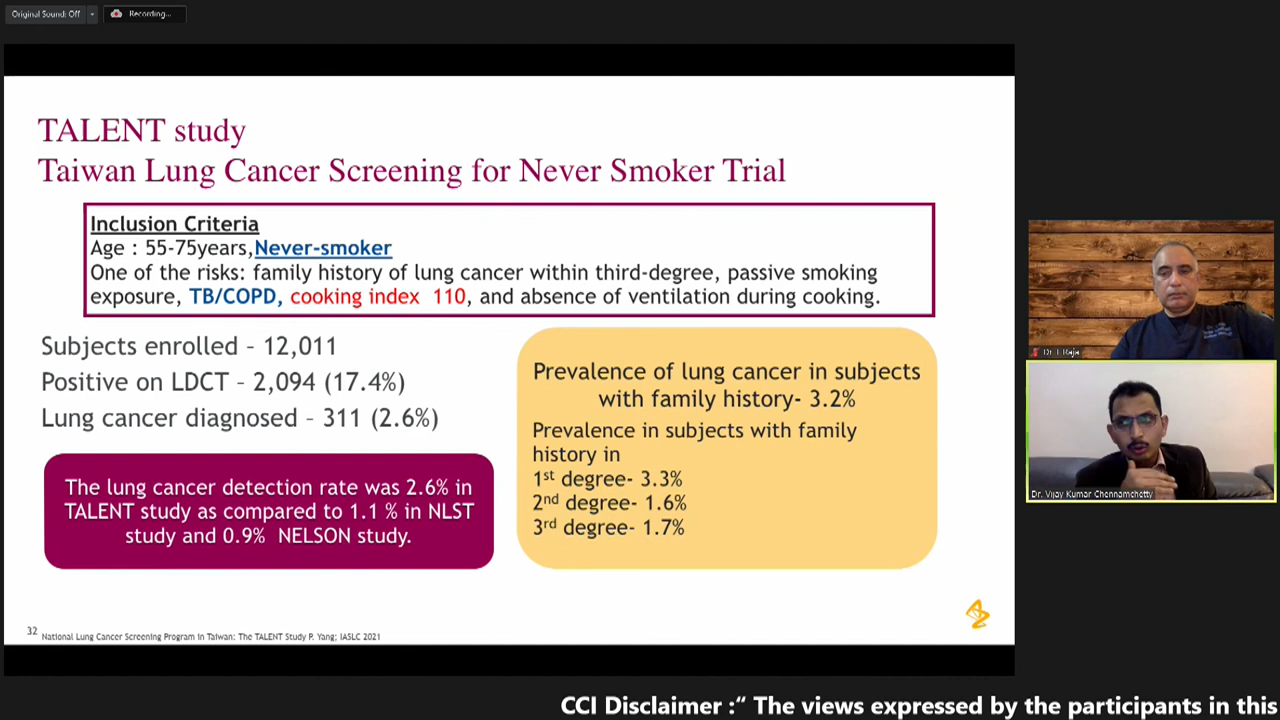 Original Sound: Off
Recording...
TALENT study
Taiwan Lung Cancer Screening for Never Smoker Trial
Inclusion Criteria
Age : 55-75years,Never-smoker
One of the risks: family history of lung cancer within third-degree, passive smoking
exposure, TB/COPD, cooking index 110, and absence of ventilation during cooking.
Subjects enrolled – 12,011
Positive on LDCT – 2,094 (17.4%)
Lung cancer diagnosed – 311 (2.6%)
The lung cancer detection rate was 2.6% in
TALENT study as compared to 1.1 % in NLST
study and 0.9% NELSON study.
Prevalence of lung cancer in subjects
with family history- 3.2%
Prevalence in subjects with family
history in
1st degree- 3.3%
2nd degree- 1.6%
3rd degree- 1.7%
32
National Lung Cancer Screening Program in Taiwan: The TALENT Study P. Yang; IASLC 2021
Dr. Vijay Kumar Chennamchetty
CCI Disclaimer :“ The views expressed by the participants in this